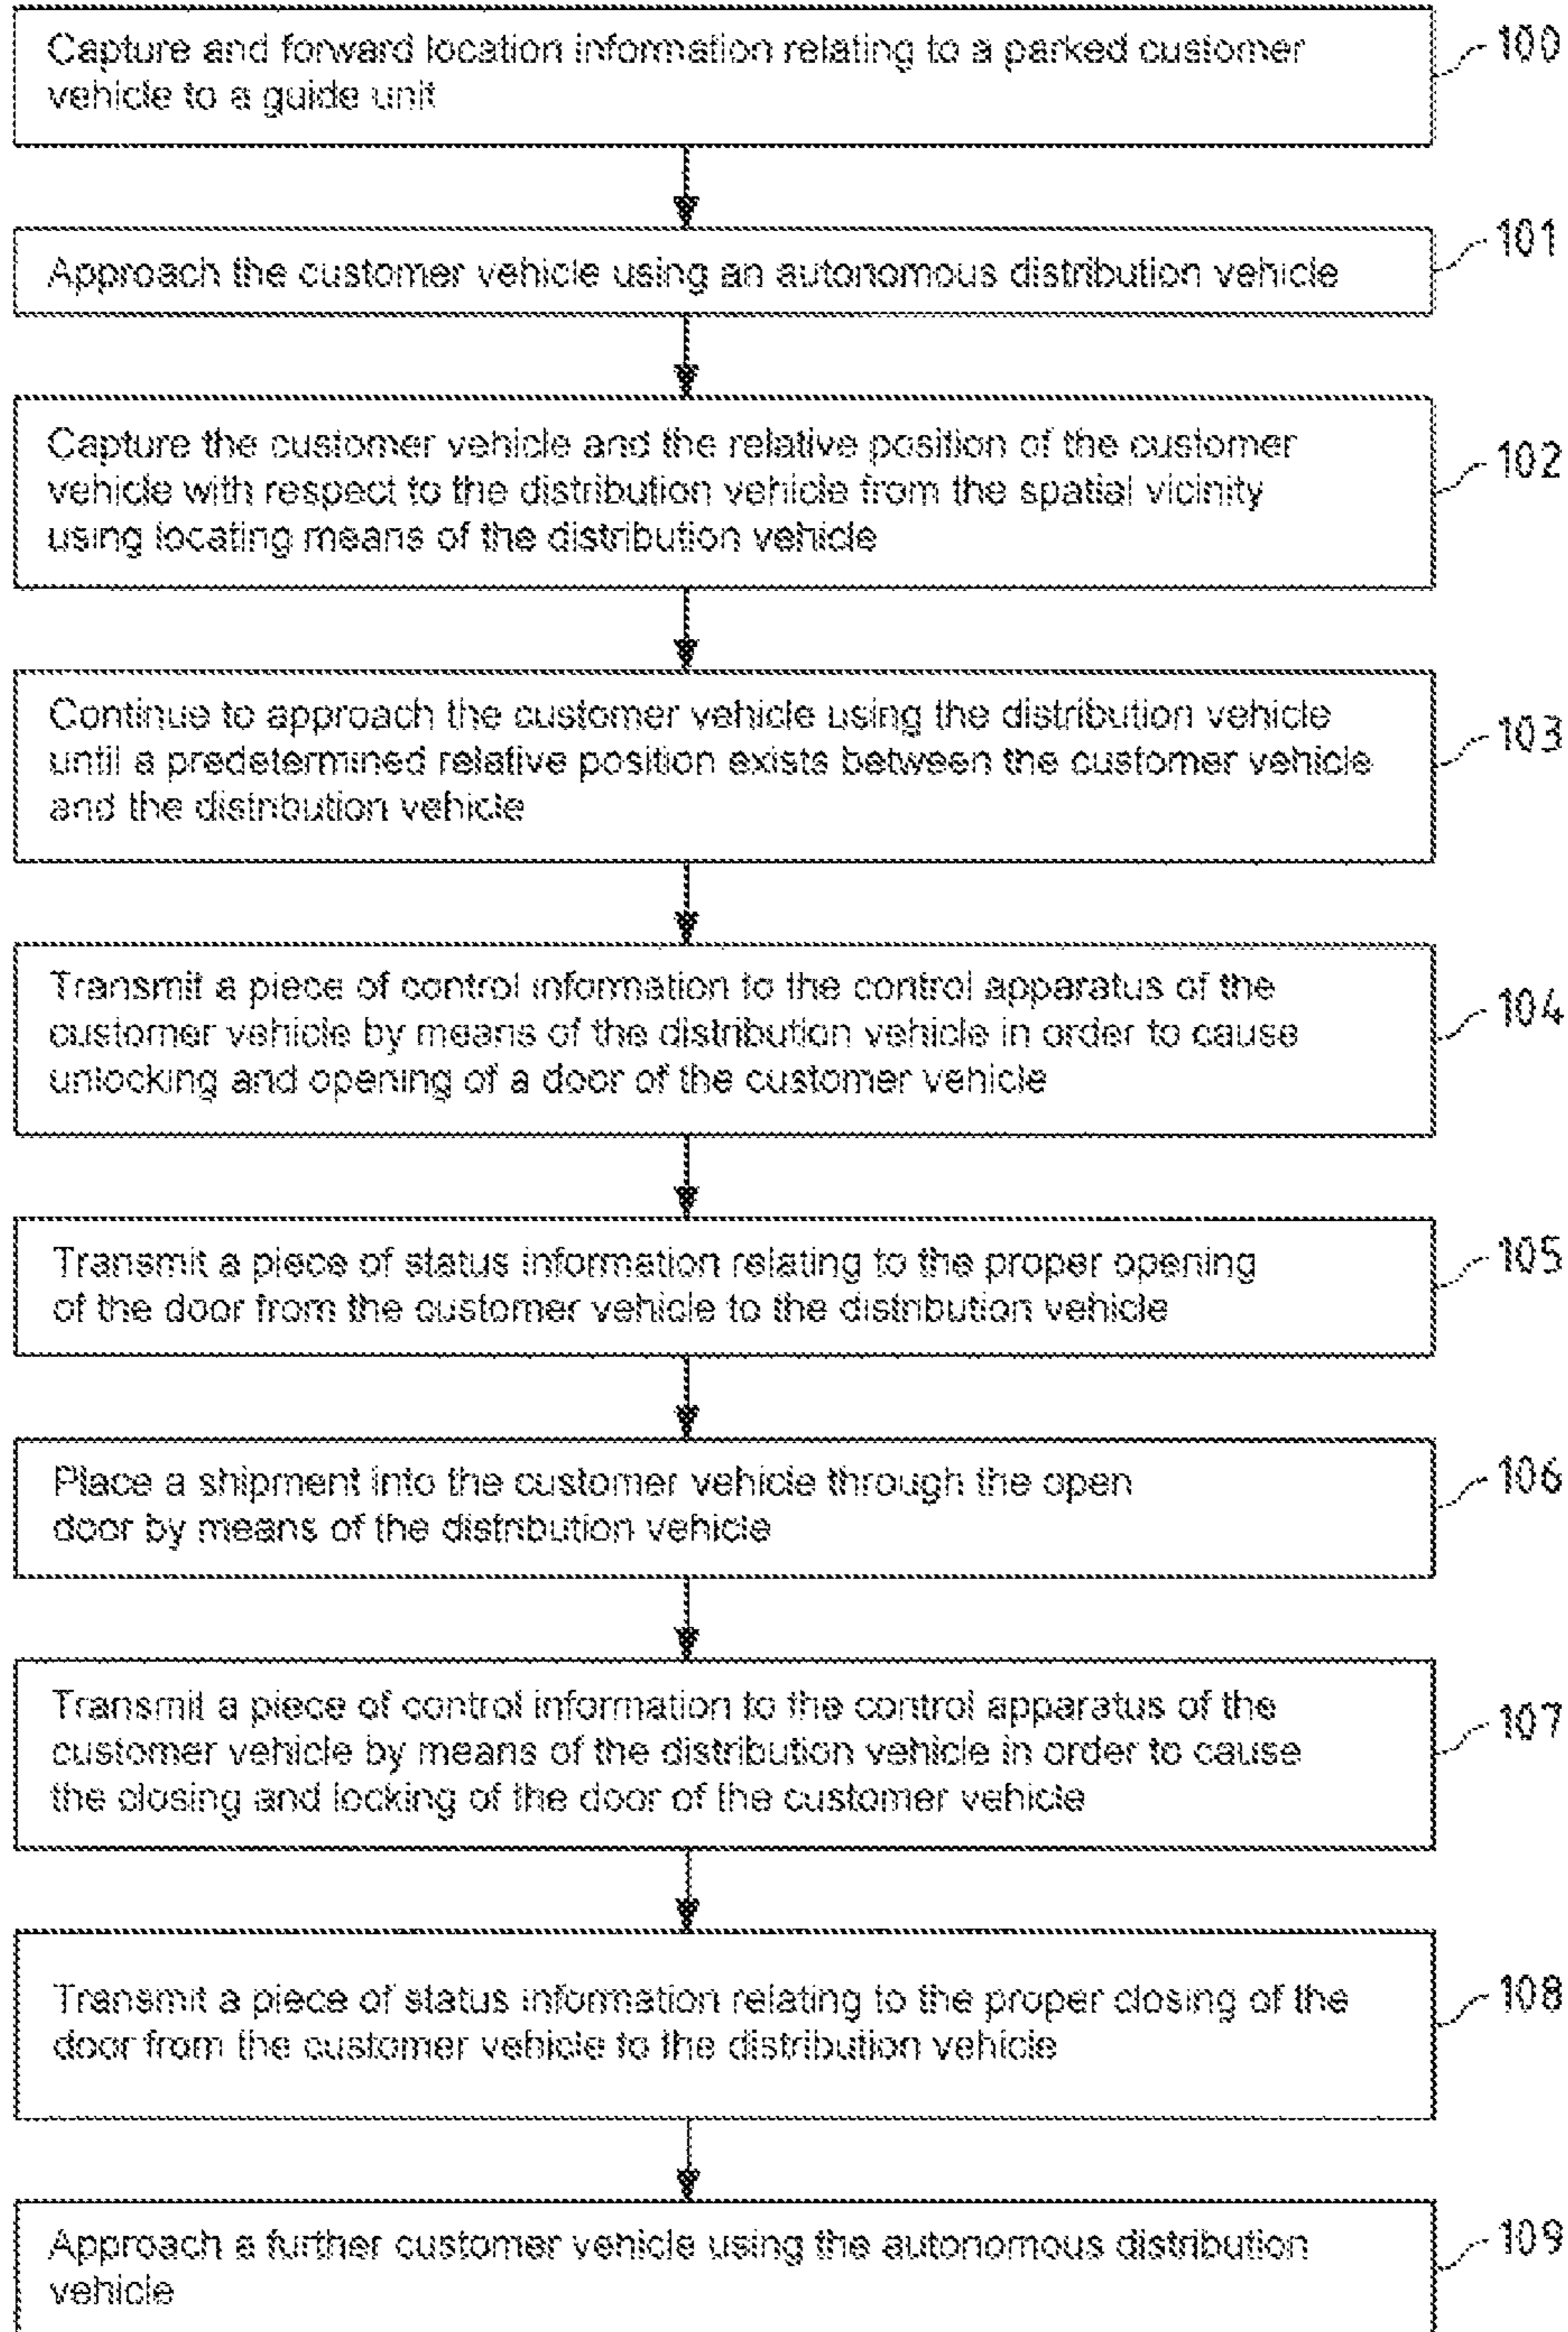 Capture and forward location information relating to a parked customer
vehicle to a guide unit
100
Approach the customer vehicle using an autonomous distribution vehicle
101
Capture the customer vehicle and the relative position of the customer
vehicle with respect to the distribution vehicle from the spatial vicinity
using locating means of the distribution vehicle
102
Continue to approach the customer vehicle using the distribution vehicle
until a predetermined relative position exists between the customer vehicle
and the distribution vehicle
103
Transmit a piece of control information to the control apparatus of the
customer vehicle by means of the distribution vehicle in order to cause
unlocking and opening of a door of the customer vehicle
104
Transmit a piece of status information relating to the proper opening
of the door from the customer vehicle to the distribution vehicle
105
Place a shipment into the customer vehicle through the open
door by means of the distribution vehicle
106
Transmit a piece of control information to the control apparatus of the
customer vehicle by means of the distribution vehicle in order to cause
the closing and locking of the door of the customer vehicle
107
Transmit a piece of status information relating to the proper closing of the
door from the customer vehicle to the distribution vehicle
108
Approach a further customer vehicle using the autonomous distribution
vehicle
109